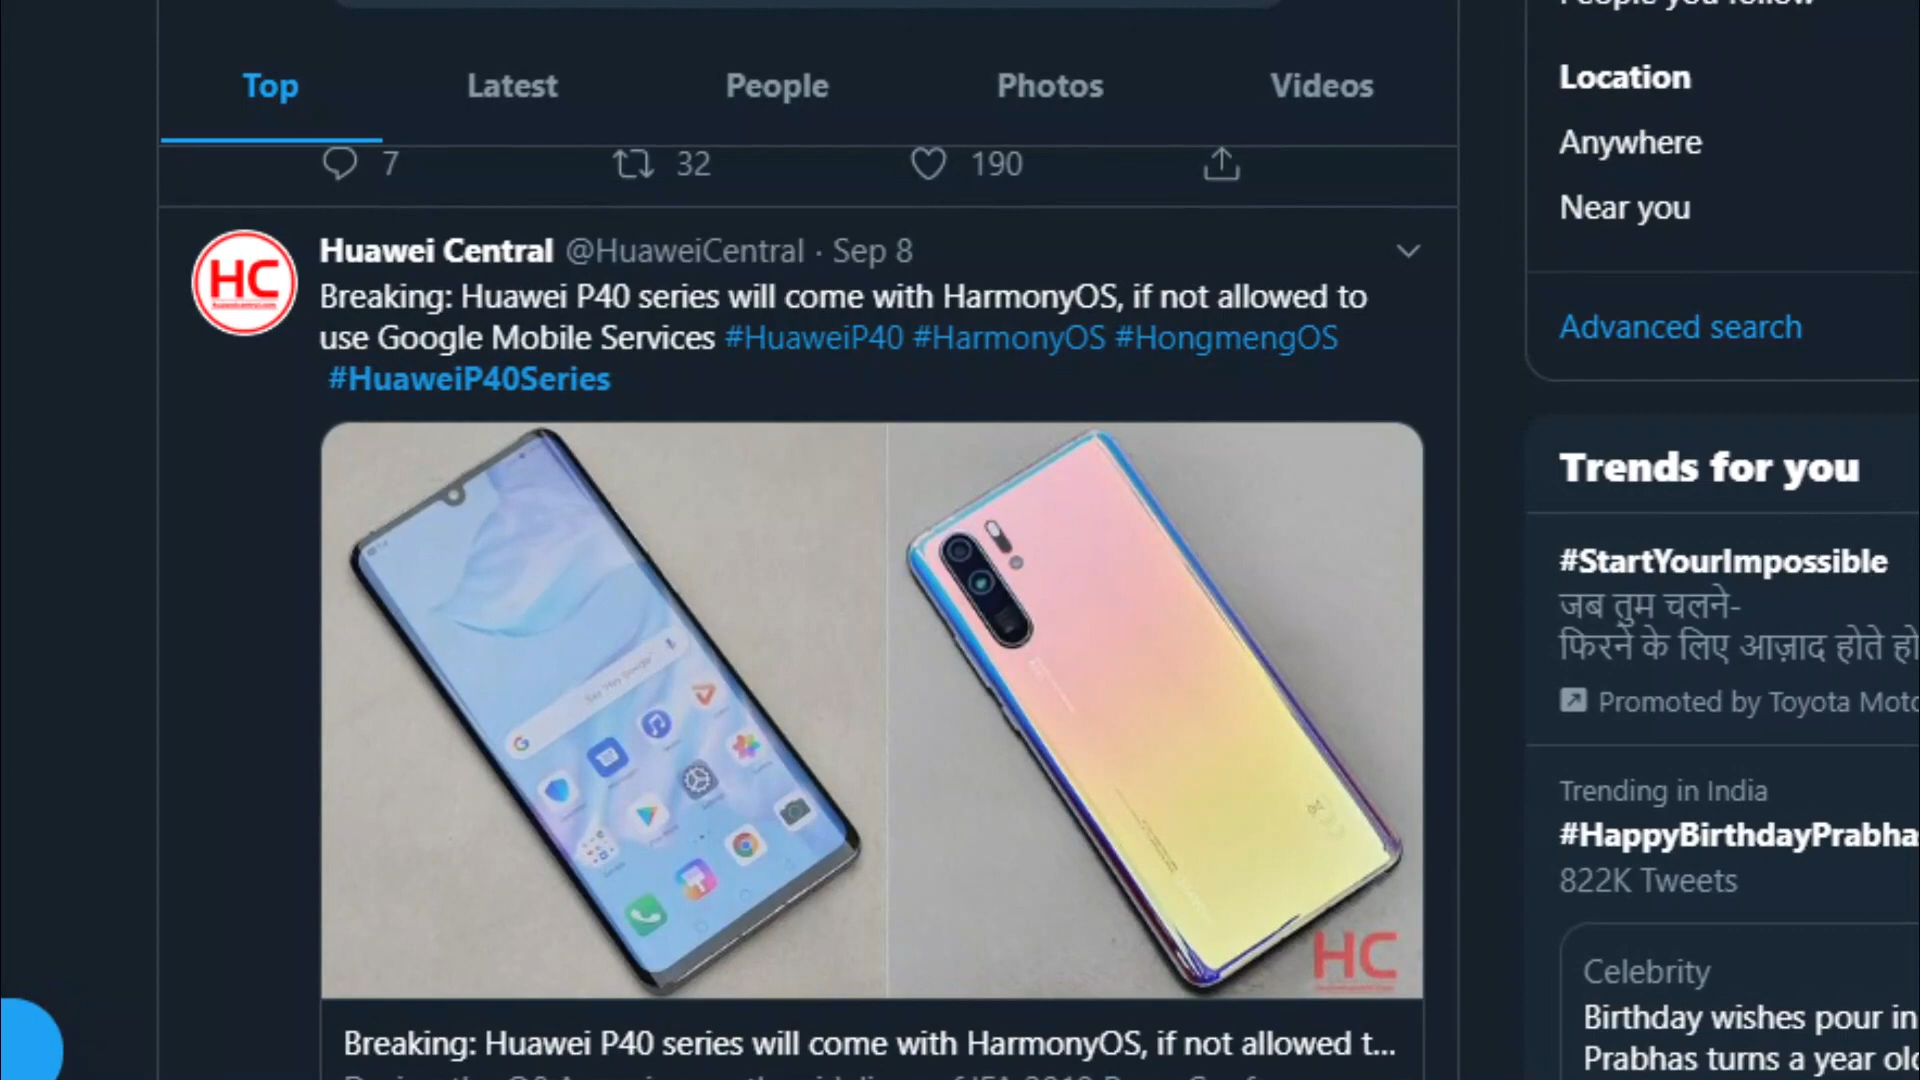 Top Latest People Photos Videos
7 32 190
HC
Huawei Central @HuaweiCentral · Sep 8
Breaking: Huawei P40 series will come with HarmonyOS, if not allowed to
use Google Mobile Services #HuaweiP40 #HarmonyOS #HongmengOS
#HuaweiP40Series
HC
Breaking: Huawei P40 series will come with HarmonyOS, if not allowed t...
People you follow
Location
Anywhere
Near you
Advanced search
Trends for you
#StartYourImpossible
जब तुम चलने-
फिरने के लिए आज़ाद होते हो
Promoted by Toyota Moto
Trending in India
#HappyBirthdayPrabha
822K Tweets
Celebrity
Birthday wishes pour in
Prabhas turns a year old